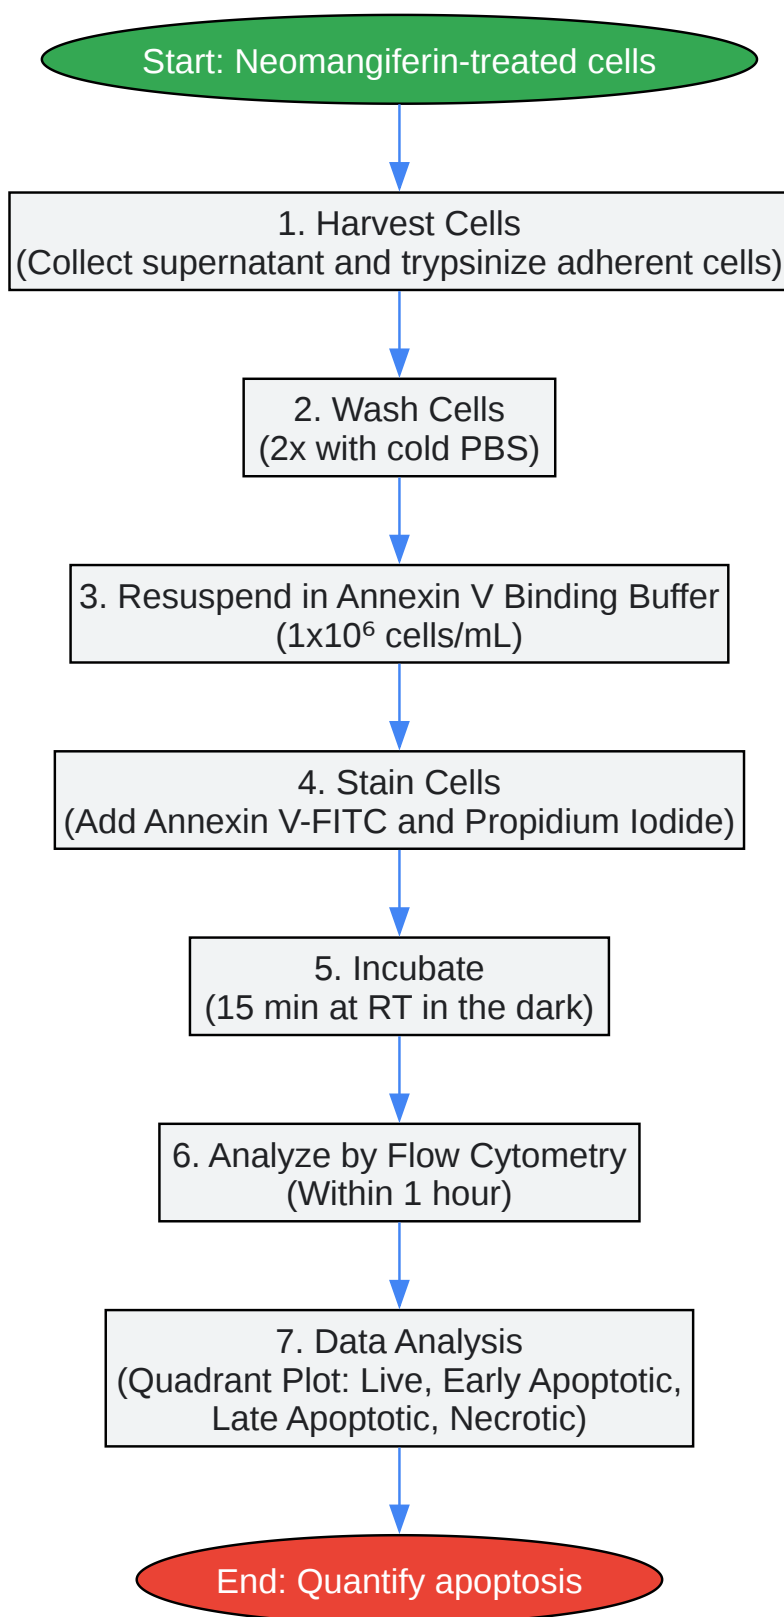 Start: Neomangiferin-treated cells
1. Harvest Cells
(Collect supernatant and trypsinize adherent cells)
2. Wash Cells
(2x with cold PBS)
3. Resuspend in Annexin V Binding Buffer
(1x10⁶ cells/mL)
4. Stain Cells
(Add Annexin V-FITC and Propidium Iodide)
5. Incubate
(15 min at RT in the dark)
6. Analyze by Flow Cytometry
(Within 1 hour)
7. Data Analysis
(Quadrant Plot: Live, Early Apoptotic,
Late Apoptotic, Necrotic)
End: Quantify apoptosis